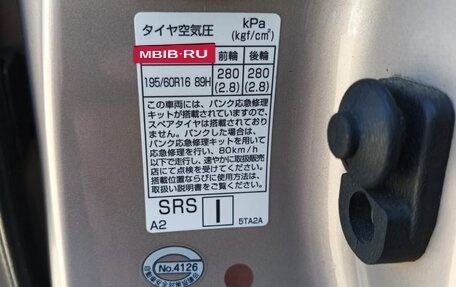 タイヤ空気圧 kPa (kgf/cm²)
MBIB-RU 前輪 後輪
195/60R16 89H 280 (2.8) 280 (2.8)
この車両には、パンク応急修理
キットが搭載されていますので、
スペアタイヤは搭載されており
ません。パンクした場合は、
パンク応急修理キットを用いて
応急修理を行い、80km/h
以下で走行し、速やかに取扱販売
店にて点検を受けてください。
搭載位置ならびに使用方法は、
取扱い説明書をご覧ください。
SRS I
A2 5TA2A
No.4126